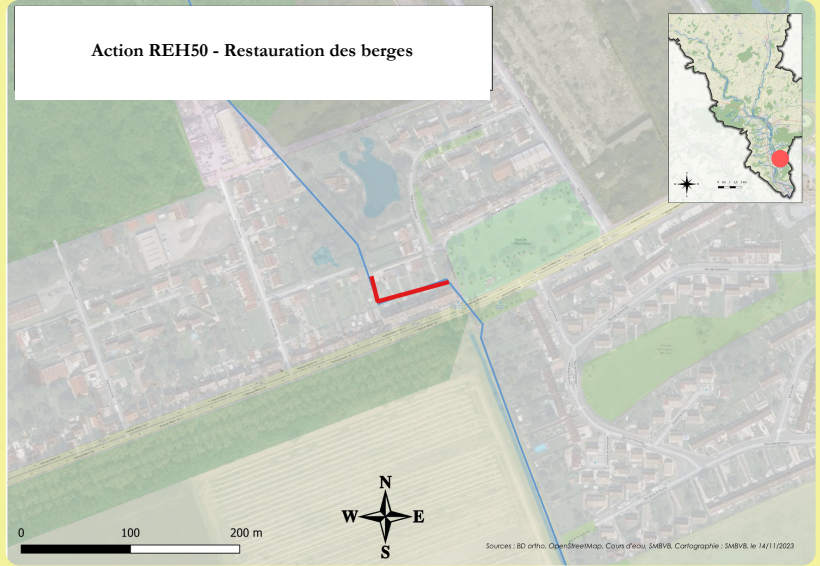 Action REH50 - Restauration des berges
N
W
E
S
0 100 200 m
Sources : BD ortho, OpenStreetMap, Cours d'eau, SMBVB, Cartographie : SMBVB, le 14/11/2023